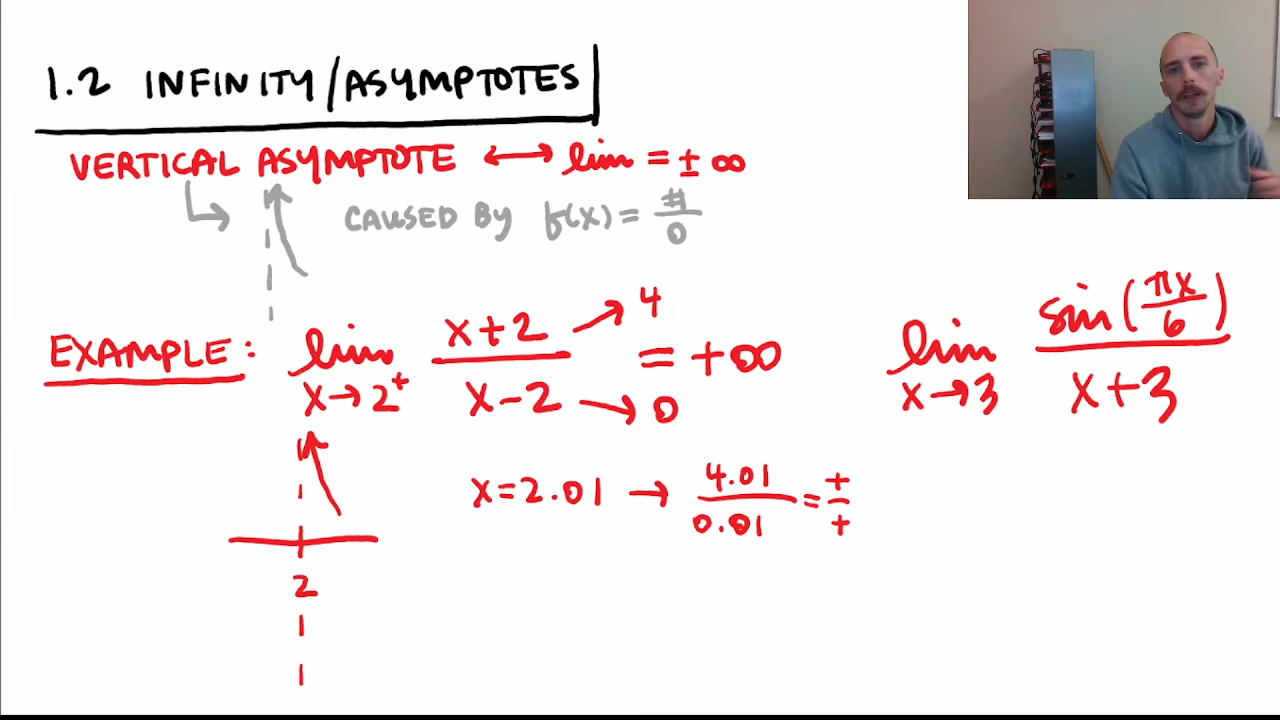 1.2 INFINITY/ASYMPTOTES
VERTICAL ASYMPTOTE ↔ lim = ± ∞
CAUSED BY f(x) = #/0
EXAMPLE: lim x→2⁺ (x+2)/(x-2) = +∞
→ 4
→ 0
lim x→3 sin(πx/6)/(x+3)
x=2.01 → 4.01/0.01 = +/+
2